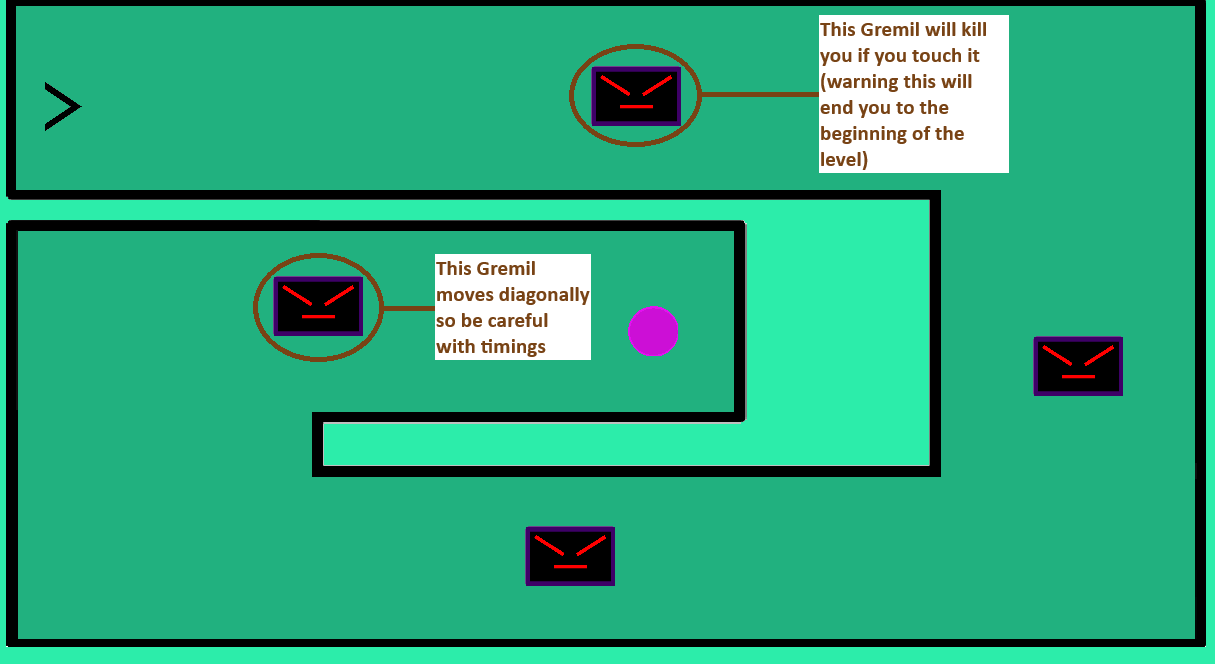 This Gremil will kill
you if you touch it
(warning this will
end you to the
beginning of the
level)
This Gremil
moves diagonally
so be careful
with timings